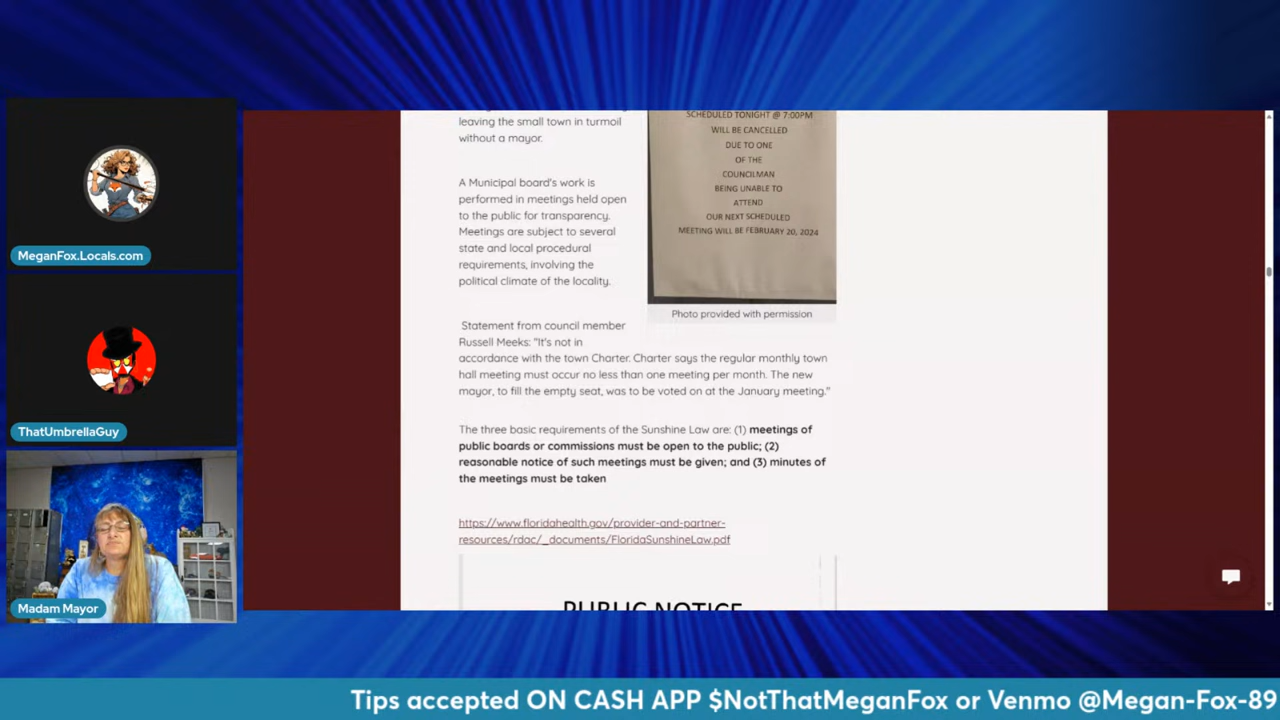 MeganFox.Locals.com
ThatUmbrellaGuy
Madam Mayor
leaving the small town in turmoil
without a mayor.
A Municipal board's work is
performed in meetings held open
to the public for transparency.
Meetings are subject to several
state and local procedural
requirements, involving the
political climate of the locality.
SCHEDULED TONIGHT @ 7:00PM
WILL BE CANCELLED
DUE TO ONE
OF THE
COUNCILMAN
BEING UNABLE TO
ATTEND
OUR NEXT SCHEDULED
MEETING WILL BE FEBRUARY 20, 2024
Photo provided with permission
Statement from council member
Russell Meeks: "It's not in
accordance with the town Charter. Charter says the regular monthly town
hall meeting must occur no less than one meeting per month. The new
mayor, to fill the empty seat, was to be voted on at the January meeting."
The three basic requirements of the Sunshine Law are: (1) meetings of
public boards or commissions must be open to the public; (2)
reasonable notice of such meetings must be given; and (3) minutes of
the meetings must be taken
https://www.floridahealth.gov/provider-and-partner-
resources/rdac/_documents/FloridaSunshineLaw.pdf
PUBLIC NOTICE
Tips accepted ON CASH APP $NotThatMeganFox or Venmo @Megan-Fox-89